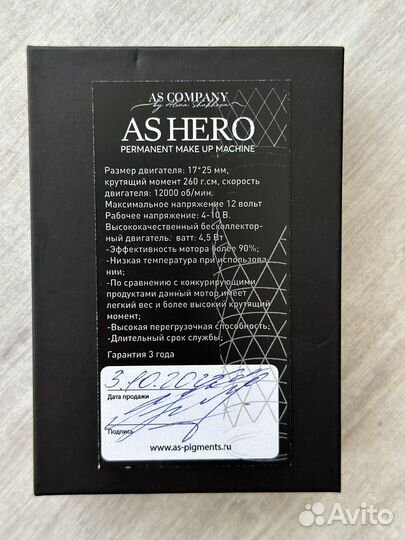 AS COMPANY
by Alina Shakhova
AS HERO
PERMANENT MAKE UP MACHINE
Размер двигателя: 17*25 мм,
крутящий момент 260 г.см, скорость
двигателя: 12000 об/мин.
Максимальное напряжение 12 вольт
Рабочее напряжение: 4-10 В.
Высококачественный бесколлектор-
ный двигатель. ватт: 4,5 Вт
-Эффективность мотора более 90%;
-Низкая температура при использова-
нии;
-По сравнению с конкурирующими
продуктами данный мотор имеет
легкий вес и более высокий крутящий
момент;
-Высокая перегрузочная способность;
-Длительный срок службы;
Гарантия 3 года
Дата продажи
Подпись
www.as-pigments.ru
Avito